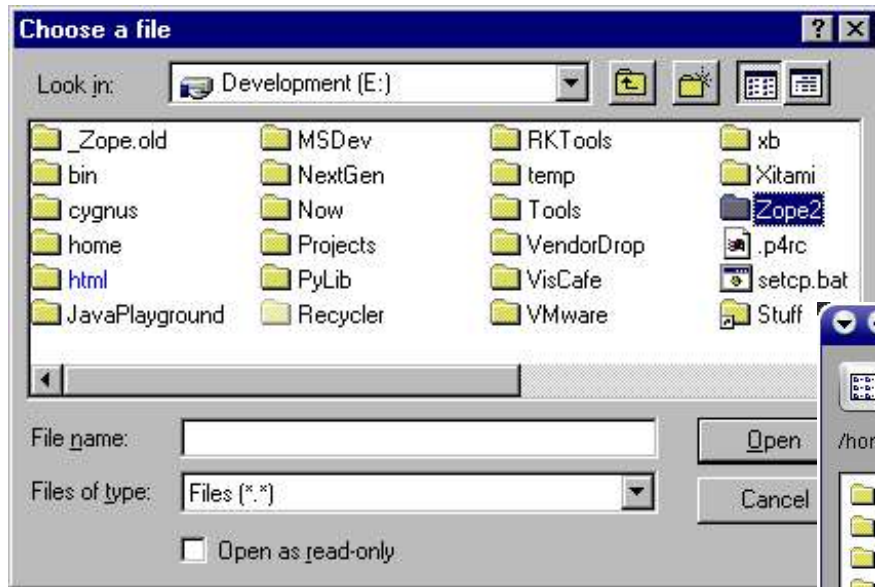 Choose a file
Look in: Development (E:)
_Zope.old MSDev RKTools xb
bin NextGen temp Xitami
cygnus Now Tools Zope2
home Projects VendorDrop .p4rc
html PyLib VisCafe setcp.bat
JavaPlayground Recycler VMware Stuff
File name: Open
/hor
Files of type: Files (*.*) Cancel
Open as read-only